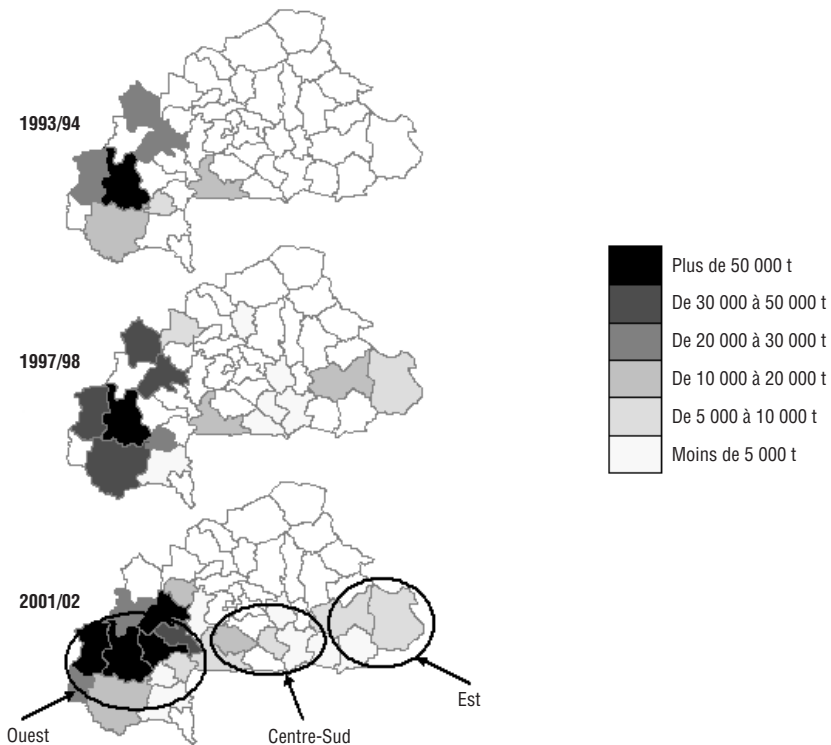 1993/94
1997/98
2001/02
Plus de 50 000 t
De 30 000 à 50 000 t
De 20 000 à 30 000 t
De 10 000 à 20 000 t
De 5 000 à 10 000 t
Moins de 5 000 t
Est
Ouest
Centre-Sud